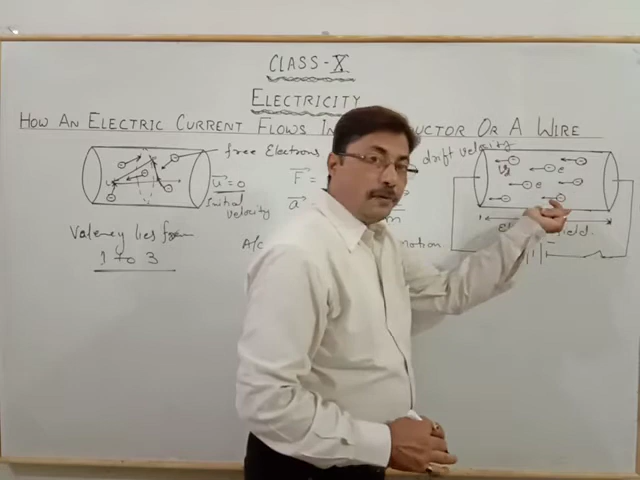 CLASS-X
ELECTRICITY
HOW AN ELECTRIC CURRENT FLOWS IN CONDUCTOR OR A WIRE
free Electrons
drift velocity
u = 0
Initial velocity
F =
a
m
Valency lies from
1 to 3
A/c
motion
e
e
e